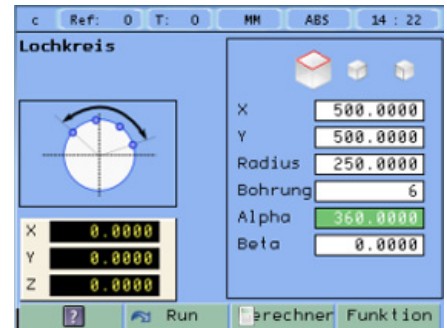 c Ref: 0 T: 0 MM ABS 14 : 22
Lochkreis
X 500.0000
Y 500.0000
Radius 250.0000
Bohrung 6
Alpha 360.0000
Beta 0.0000
X 0.0000
Y 0.0000
Z 0.0000
? Run erechner Funktion